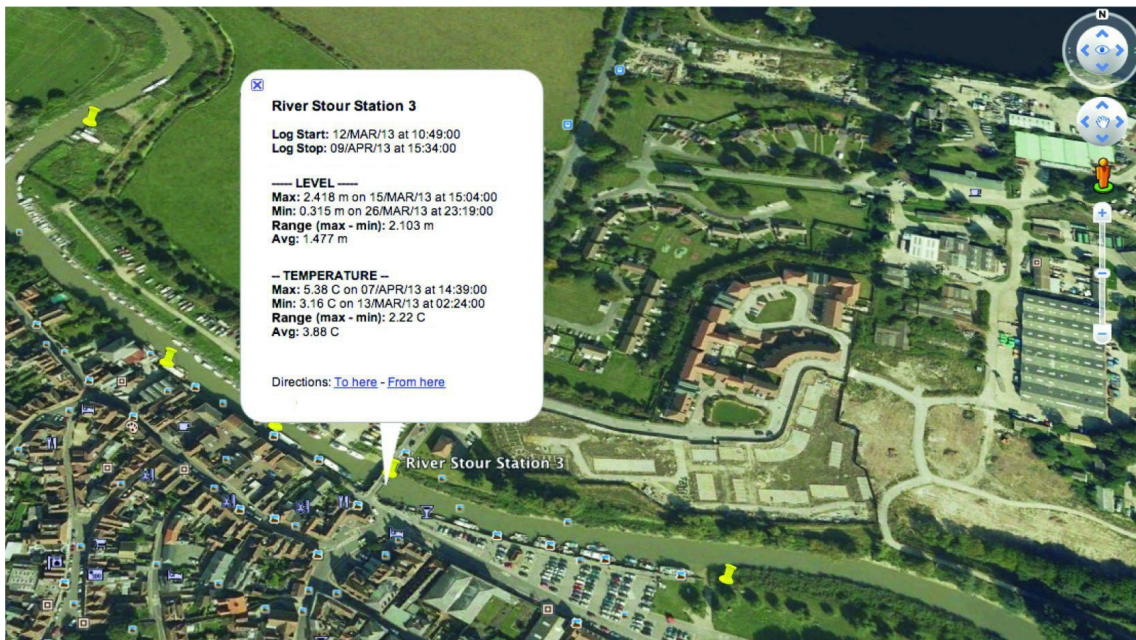 N
River Stour Station 3
Log Start: 12/MAR/13 at 10:49:00
Log Stop: 09/APR/13 at 15:34:00
----- LEVEL -----
Max: 2.418 m on 15/MAR/13 at 15:04:00
Min: 0.315 m on 26/MAR/13 at 23:19:00
Range (max - min): 2.103 m
Avg: 1.477 m
-- TEMPERATURE --
Max: 5.38 C on 07/APR/13 at 14:39:00
Min: 3.16 C on 13/MAR/13 at 02:24:00
Range (max - min): 2.22 C
Avg: 3.88 C
Directions: To here - From here
River Stour Station 3